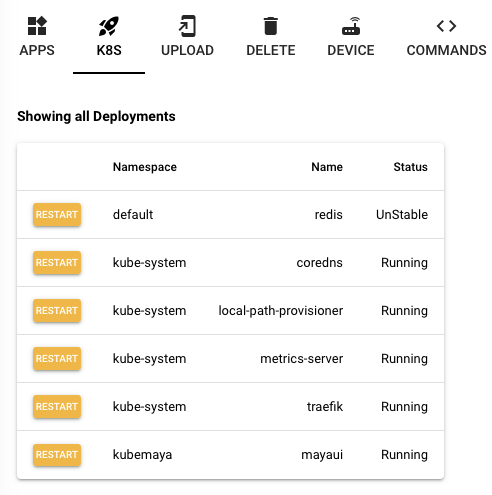 APPS K8S UPLOAD DELETE DEVICE COMMANDS
Showing all Deployments
Namespace Name Status
RESTART default redis UnStable
RESTART kube-system coredns Running
RESTART kube-system local-path-provisioner Running
RESTART kube-system metrics-server Running
RESTART kube-system traefik Running
RESTART kubemaya mayaui Running